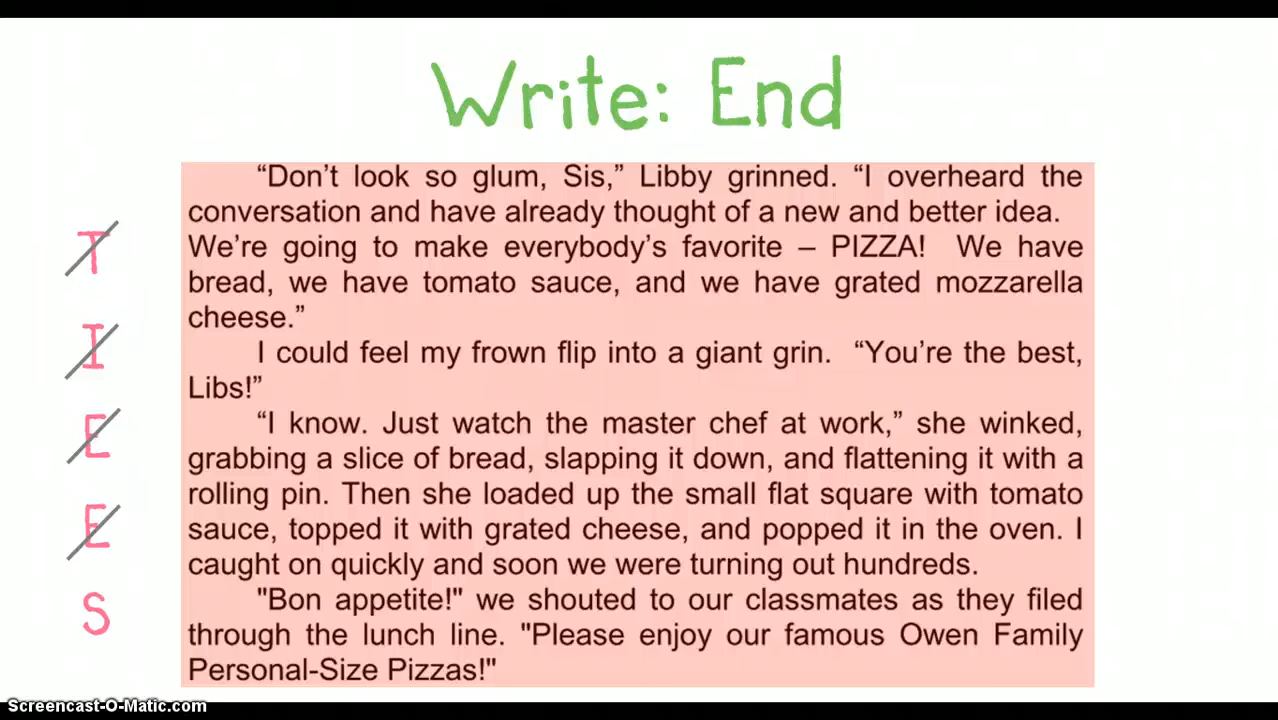 Write: End
“Don’t look so glum, Sis,” Libby grinned. “I overheard the
conversation and have already thought of a new and better idea.
We’re going to make everybody’s favorite – PIZZA! We have
bread, we have tomato sauce, and we have grated mozzarella
cheese.”
I could feel my frown flip into a giant grin. “You’re the best,
Libs!”
“I know. Just watch the master chef at work,” she winked,
grabbing a slice of bread, slapping it down, and flattening it with a
rolling pin. Then she loaded up the small flat square with tomato
sauce, topped it with grated cheese, and popped it in the oven. I
caught on quickly and soon we were turning out hundreds.
"Bon appetite!" we shouted to our classmates as they filed
through the lunch line. "Please enjoy our famous Owen Family
Personal-Size Pizzas!"
T
I
E
E
S
Screencast-O-Matic.com